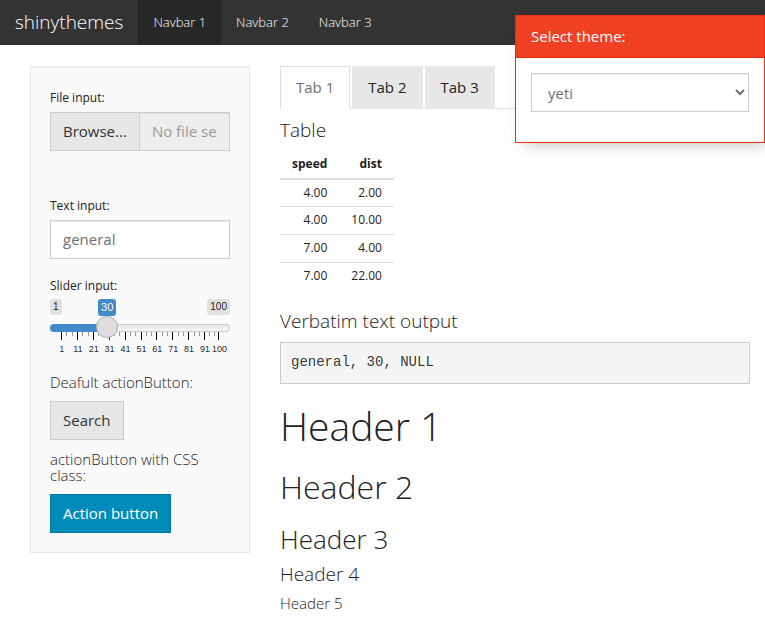 shinythemes Navbar 1 Navbar 2 Navbar 3
Select theme:
yeti
File input:
Browse... No file se
Text input:
general
Slider input:
1 30 100
1 11 21 31 41 51 61 71 81 91 100
Deafult actionButton:
Search
actionButton with CSS
class:
Action button
Tab 1 Tab 2 Tab 3
Table
speed dist
4.00 2.00
4.00 10.00
7.00 4.00
7.00 22.00
Verbatim text output
general, 30, NULL
Header 1
Header 2
Header 3
Header 4
Header 5